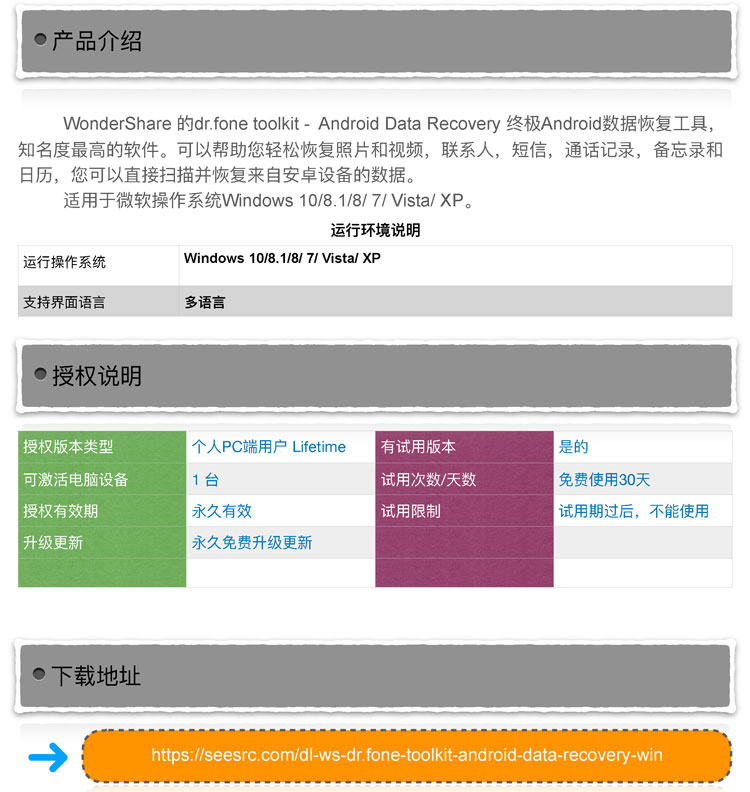 产品介绍
WonderShare 的dr.fone toolkit - Android Data Recovery 终极Android数据恢复工具，
知名度最高的软件。可以帮助您轻松恢复照片和视频，联系人，短信，通话记录，备忘录和
日历，您可以直接扫描并恢复来自安卓设备的数据。
适用于微软操作系统Windows 10/8.1/8/ 7/ Vista/ XP。
运行环境说明
运行操作系统 Windows 10/8.1/8/ 7/ Vista/ XP
支持界面语言 多语言
授权说明
授权版本类型 个人PC端用户 Lifetime 有试用版本 是的
可激活电脑设备 1 台 试用次数/天数 免费使用30天
授权有效期 永久有效 试用限制 试用期过后，不能使用
升级更新 永久免费升级更新
下载地址
https://seesrc.com/dl-ws-dr.fone-toolkit-android-data-recovery-win